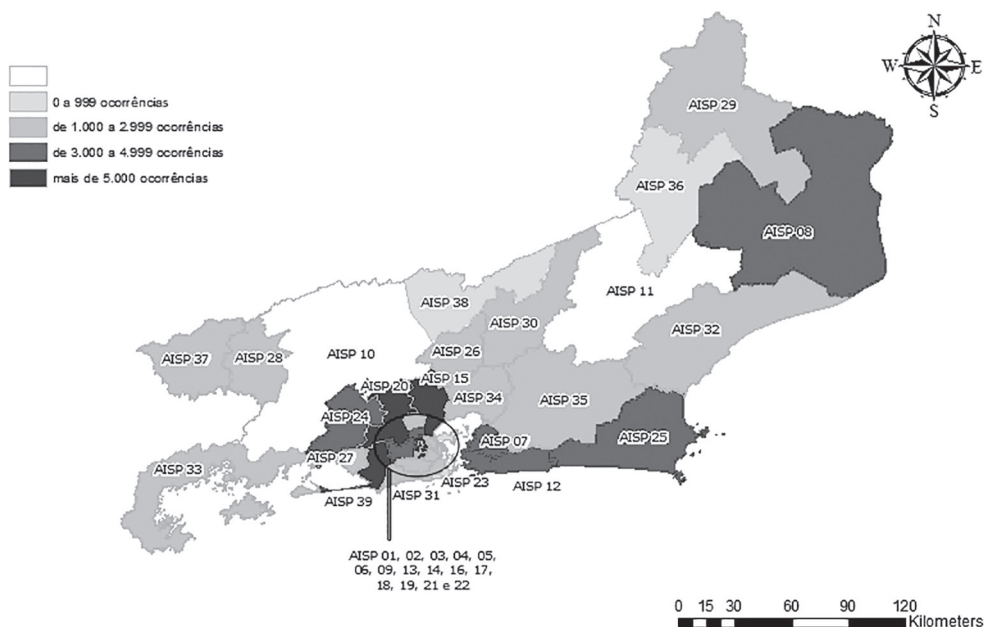 N
W E
S
0 a 999 ocorrências
de 1.000 a 2.999 ocorrências
de 3.000 a 4.999 ocorrências
mais de 5.000 ocorrências
AISP 29
AISP 36
AISP 08
AISP 11
AISP 38
AISP 30
AISP 32
AISP 37
AISP 28
AISP 10
AISP 26
AISP 20
AISP 15
AISP 34
AISP 35
AISP 24
AISP 07
AISP 25
AISP 27
AISP 33
AISP 39
AISP 31
AISP 23
AISP 12
AISP 01, 02, 03, 04, 05,
06, 09, 13, 14, 16, 17,
18, 19, 21 e 22
0 15 30 60 90 120
Kilometers